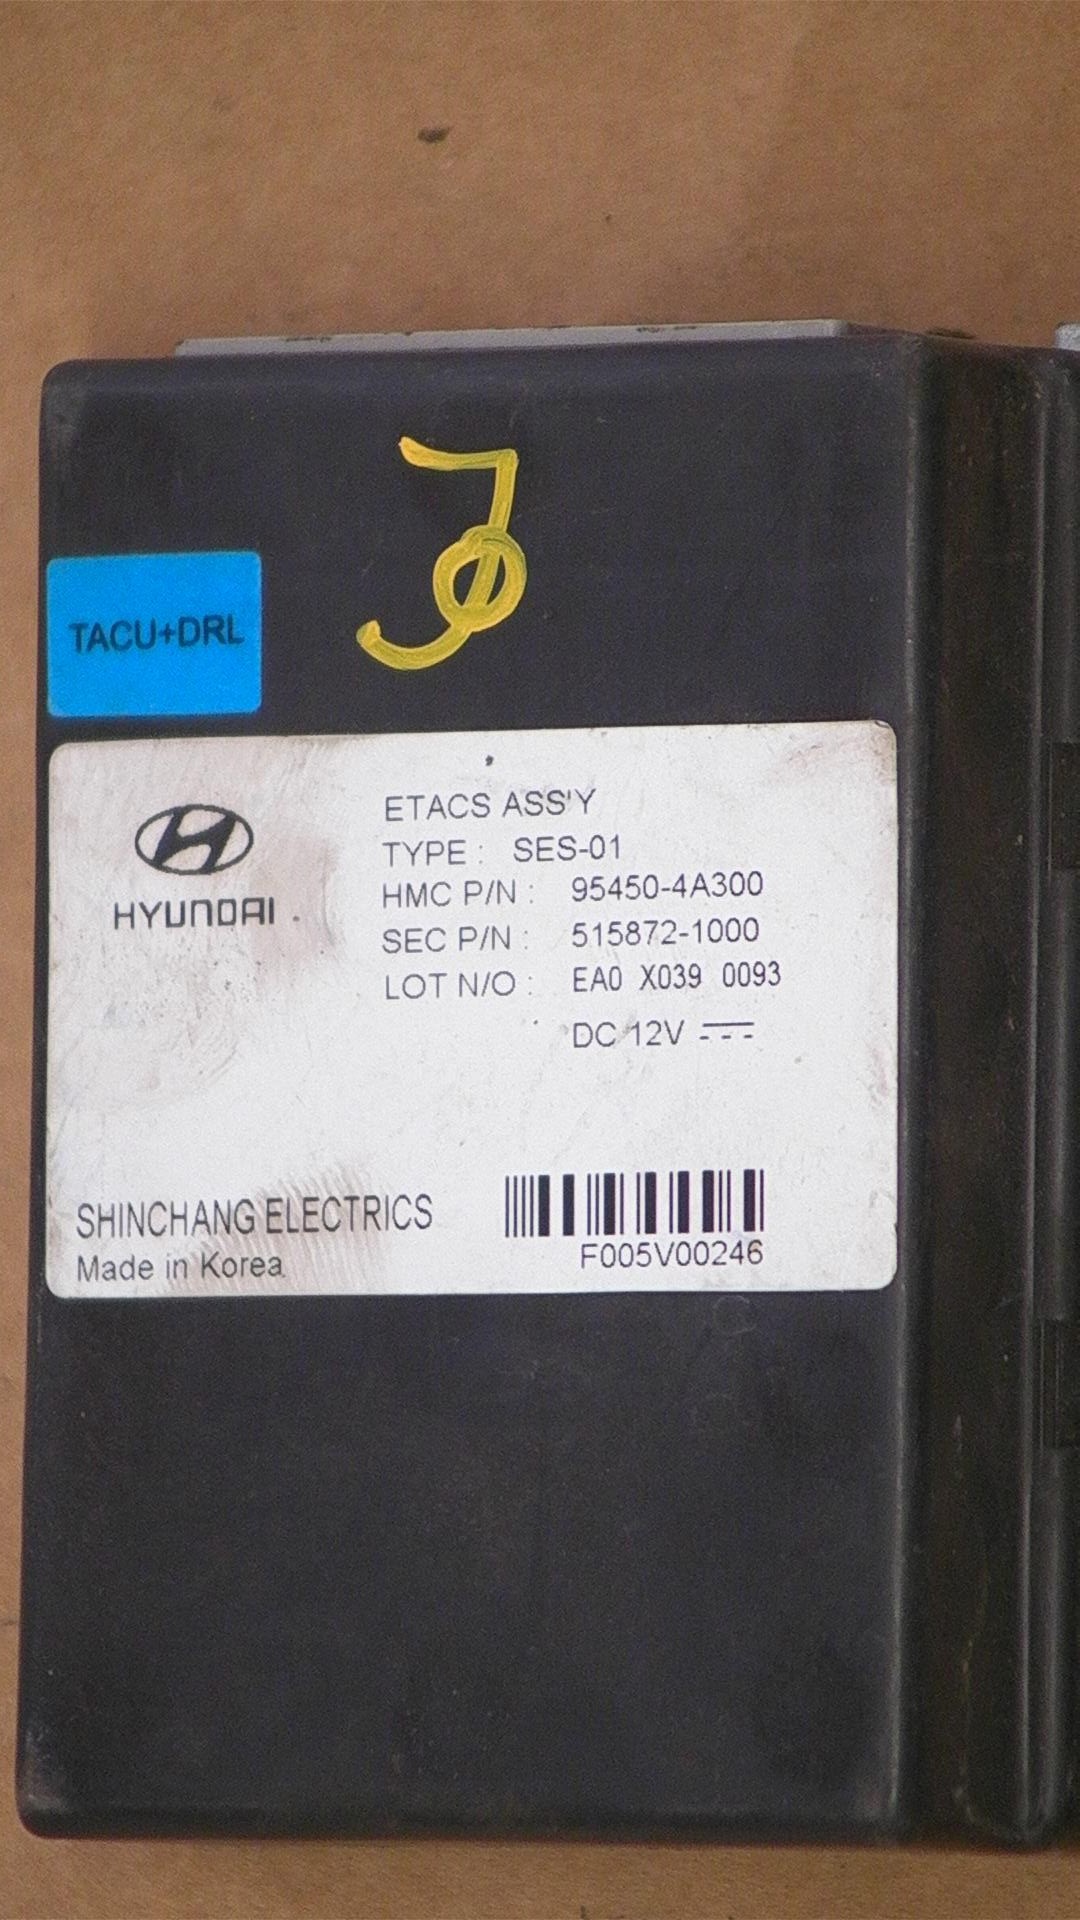 TACU+DRL
HYUNDAI
ETACS ASS'Y
TYPE : SES-01
HMC P/N : 95450-4A300
SEC P/N : 515872-1000
LOT N/O : EA0 X039 0093
DC 12V
SHINCHANG ELECTRICS
Made in Korea
F005V00246